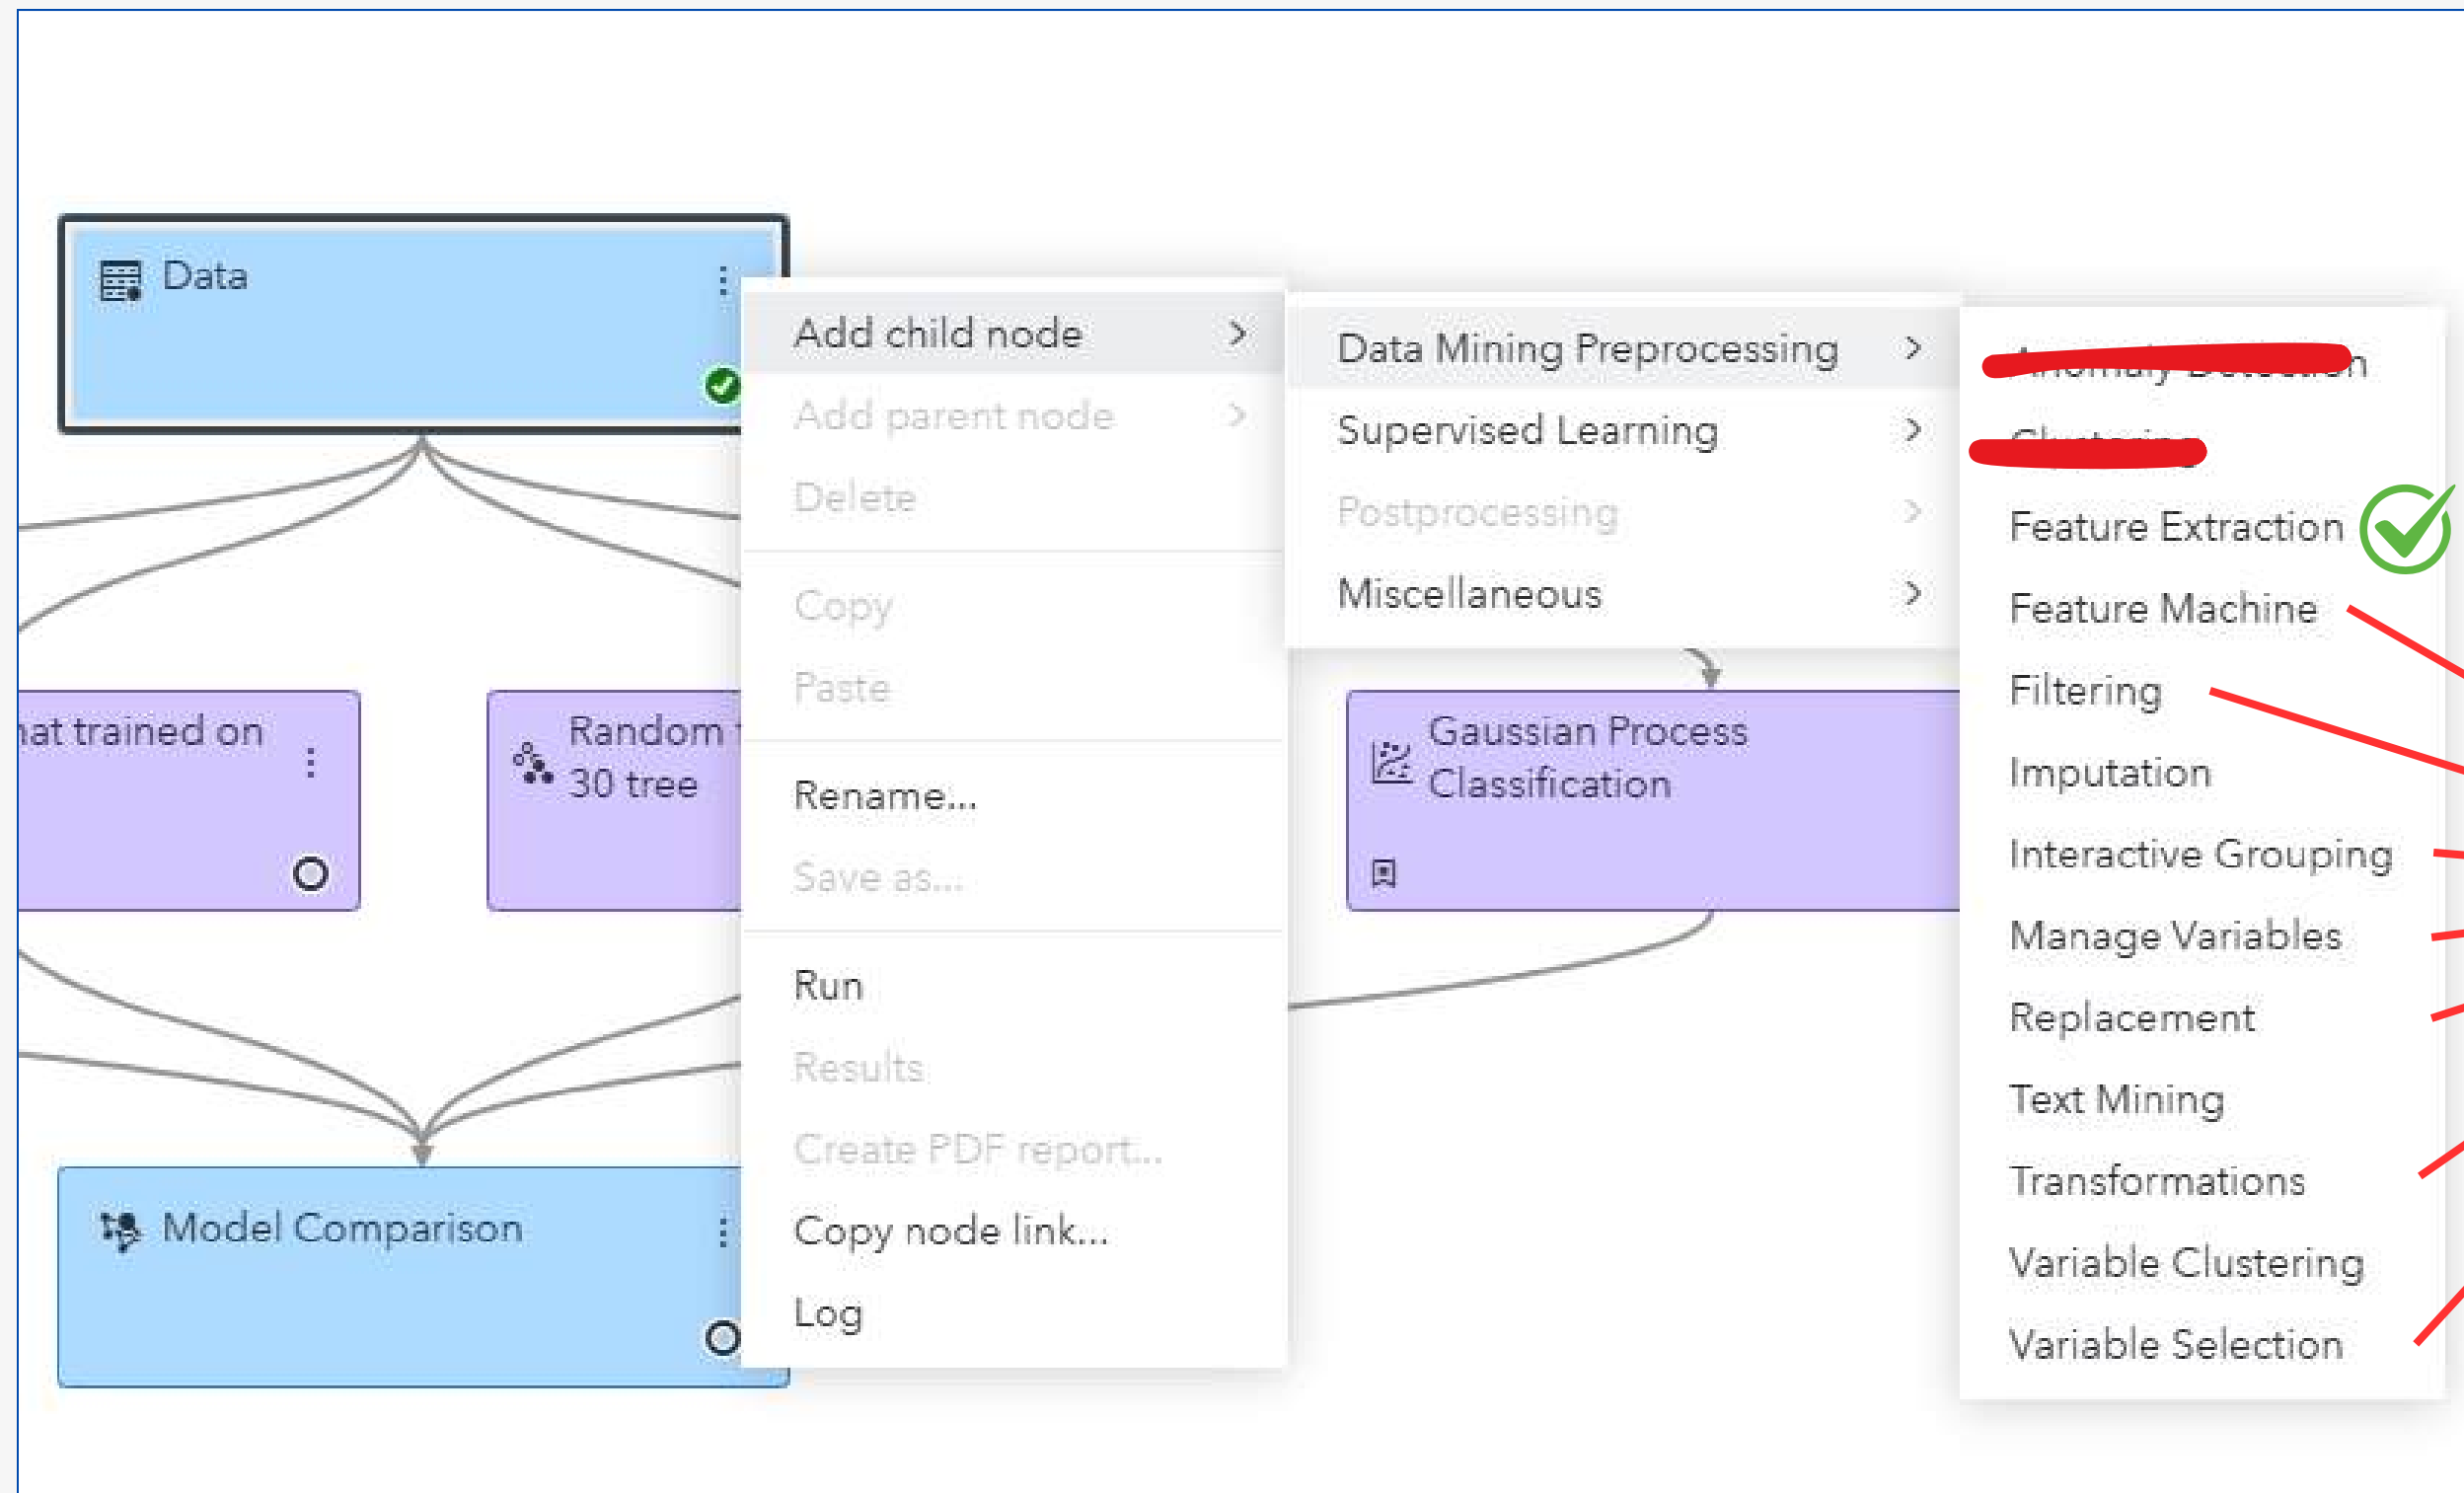 Data
Add child node
Add parent node
Delete
Copy
Paste
Rename...
Save as...
Run
Results
Create PDF report...
Copy node link...
Log
Data Mining Preprocessing
Supervised Learning
Postprocessing
Miscellaneous
Anomaly Detection
Clustering
Feature Extraction
Feature Machine
Filtering
Imputation
Interactive Grouping
Manage Variables
Replacement
Text Mining
Transformations
Variable Clustering
Variable Selection
trained on
Random
30 tree
Gaussian Process
Classification
Model Comparison